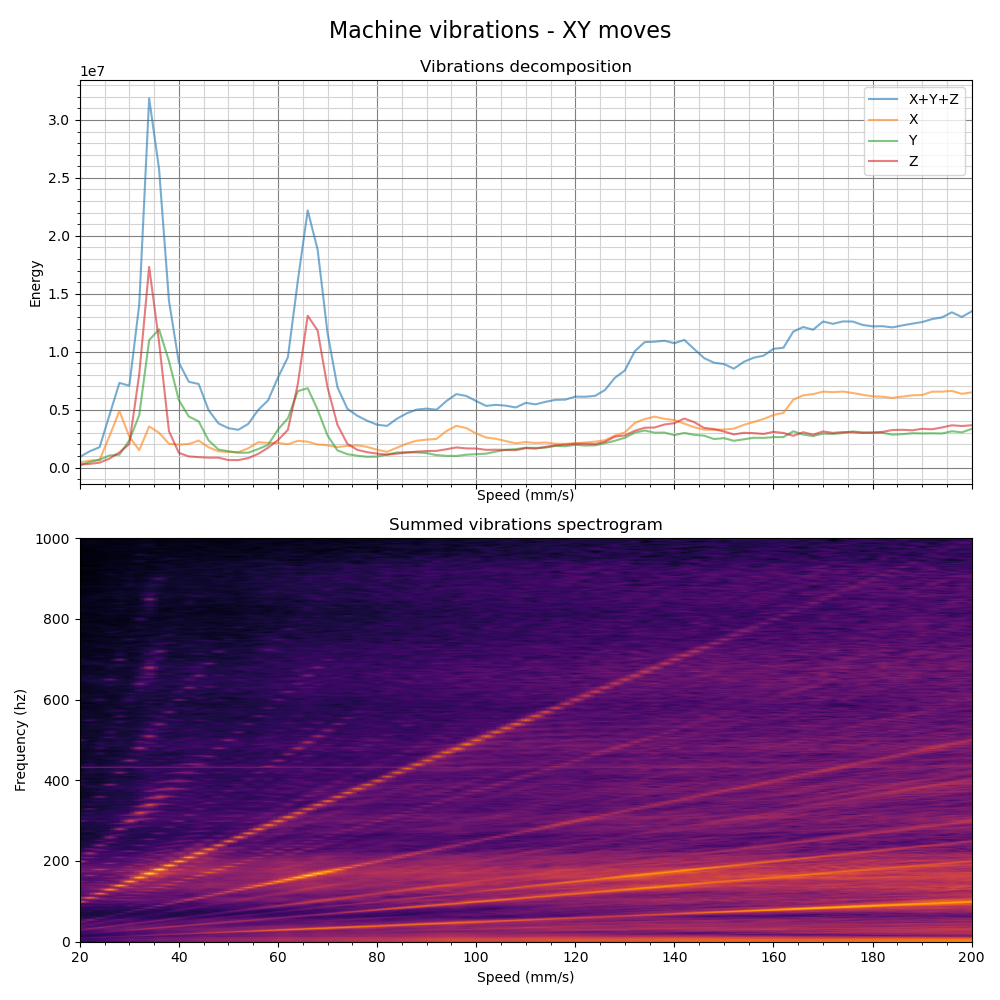 Machine vibrations - XY moves
Vibrations decomposition
1e7
X+Y+Z
X
Y
Z
3.0
2.5
2.0
1.5
1.0
0.5
0.0
Energy
Speed (mm/s)
Summed vibrations spectrogram
1000
800
600
400
200
0
Frequency (hz)
20 40 60 80 100 120 140 160 180 200
Speed (mm/s)